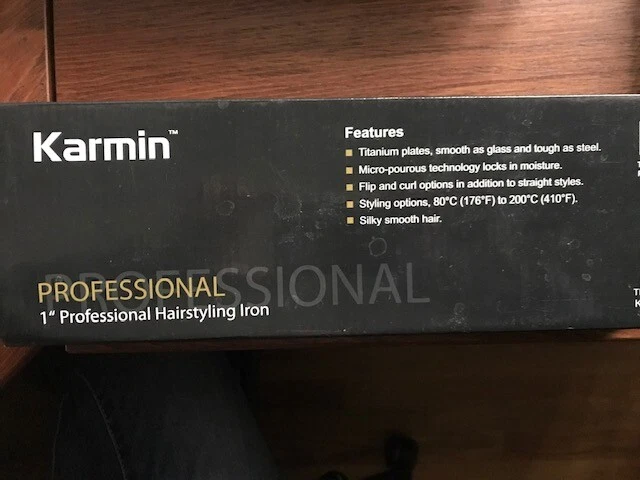 Karmin™
Features
Titanium plates, smooth as glass and tough as steel.
Micro-pourous technology locks in moisture.
Flip and curl options in addition to straight styles.
Styling options, 80°C (176°F) to 200°C (410°F).
Silky smooth hair.
PROFESSIONAL
PROFESSIONAL
1“ Professional Hairstyling Iron